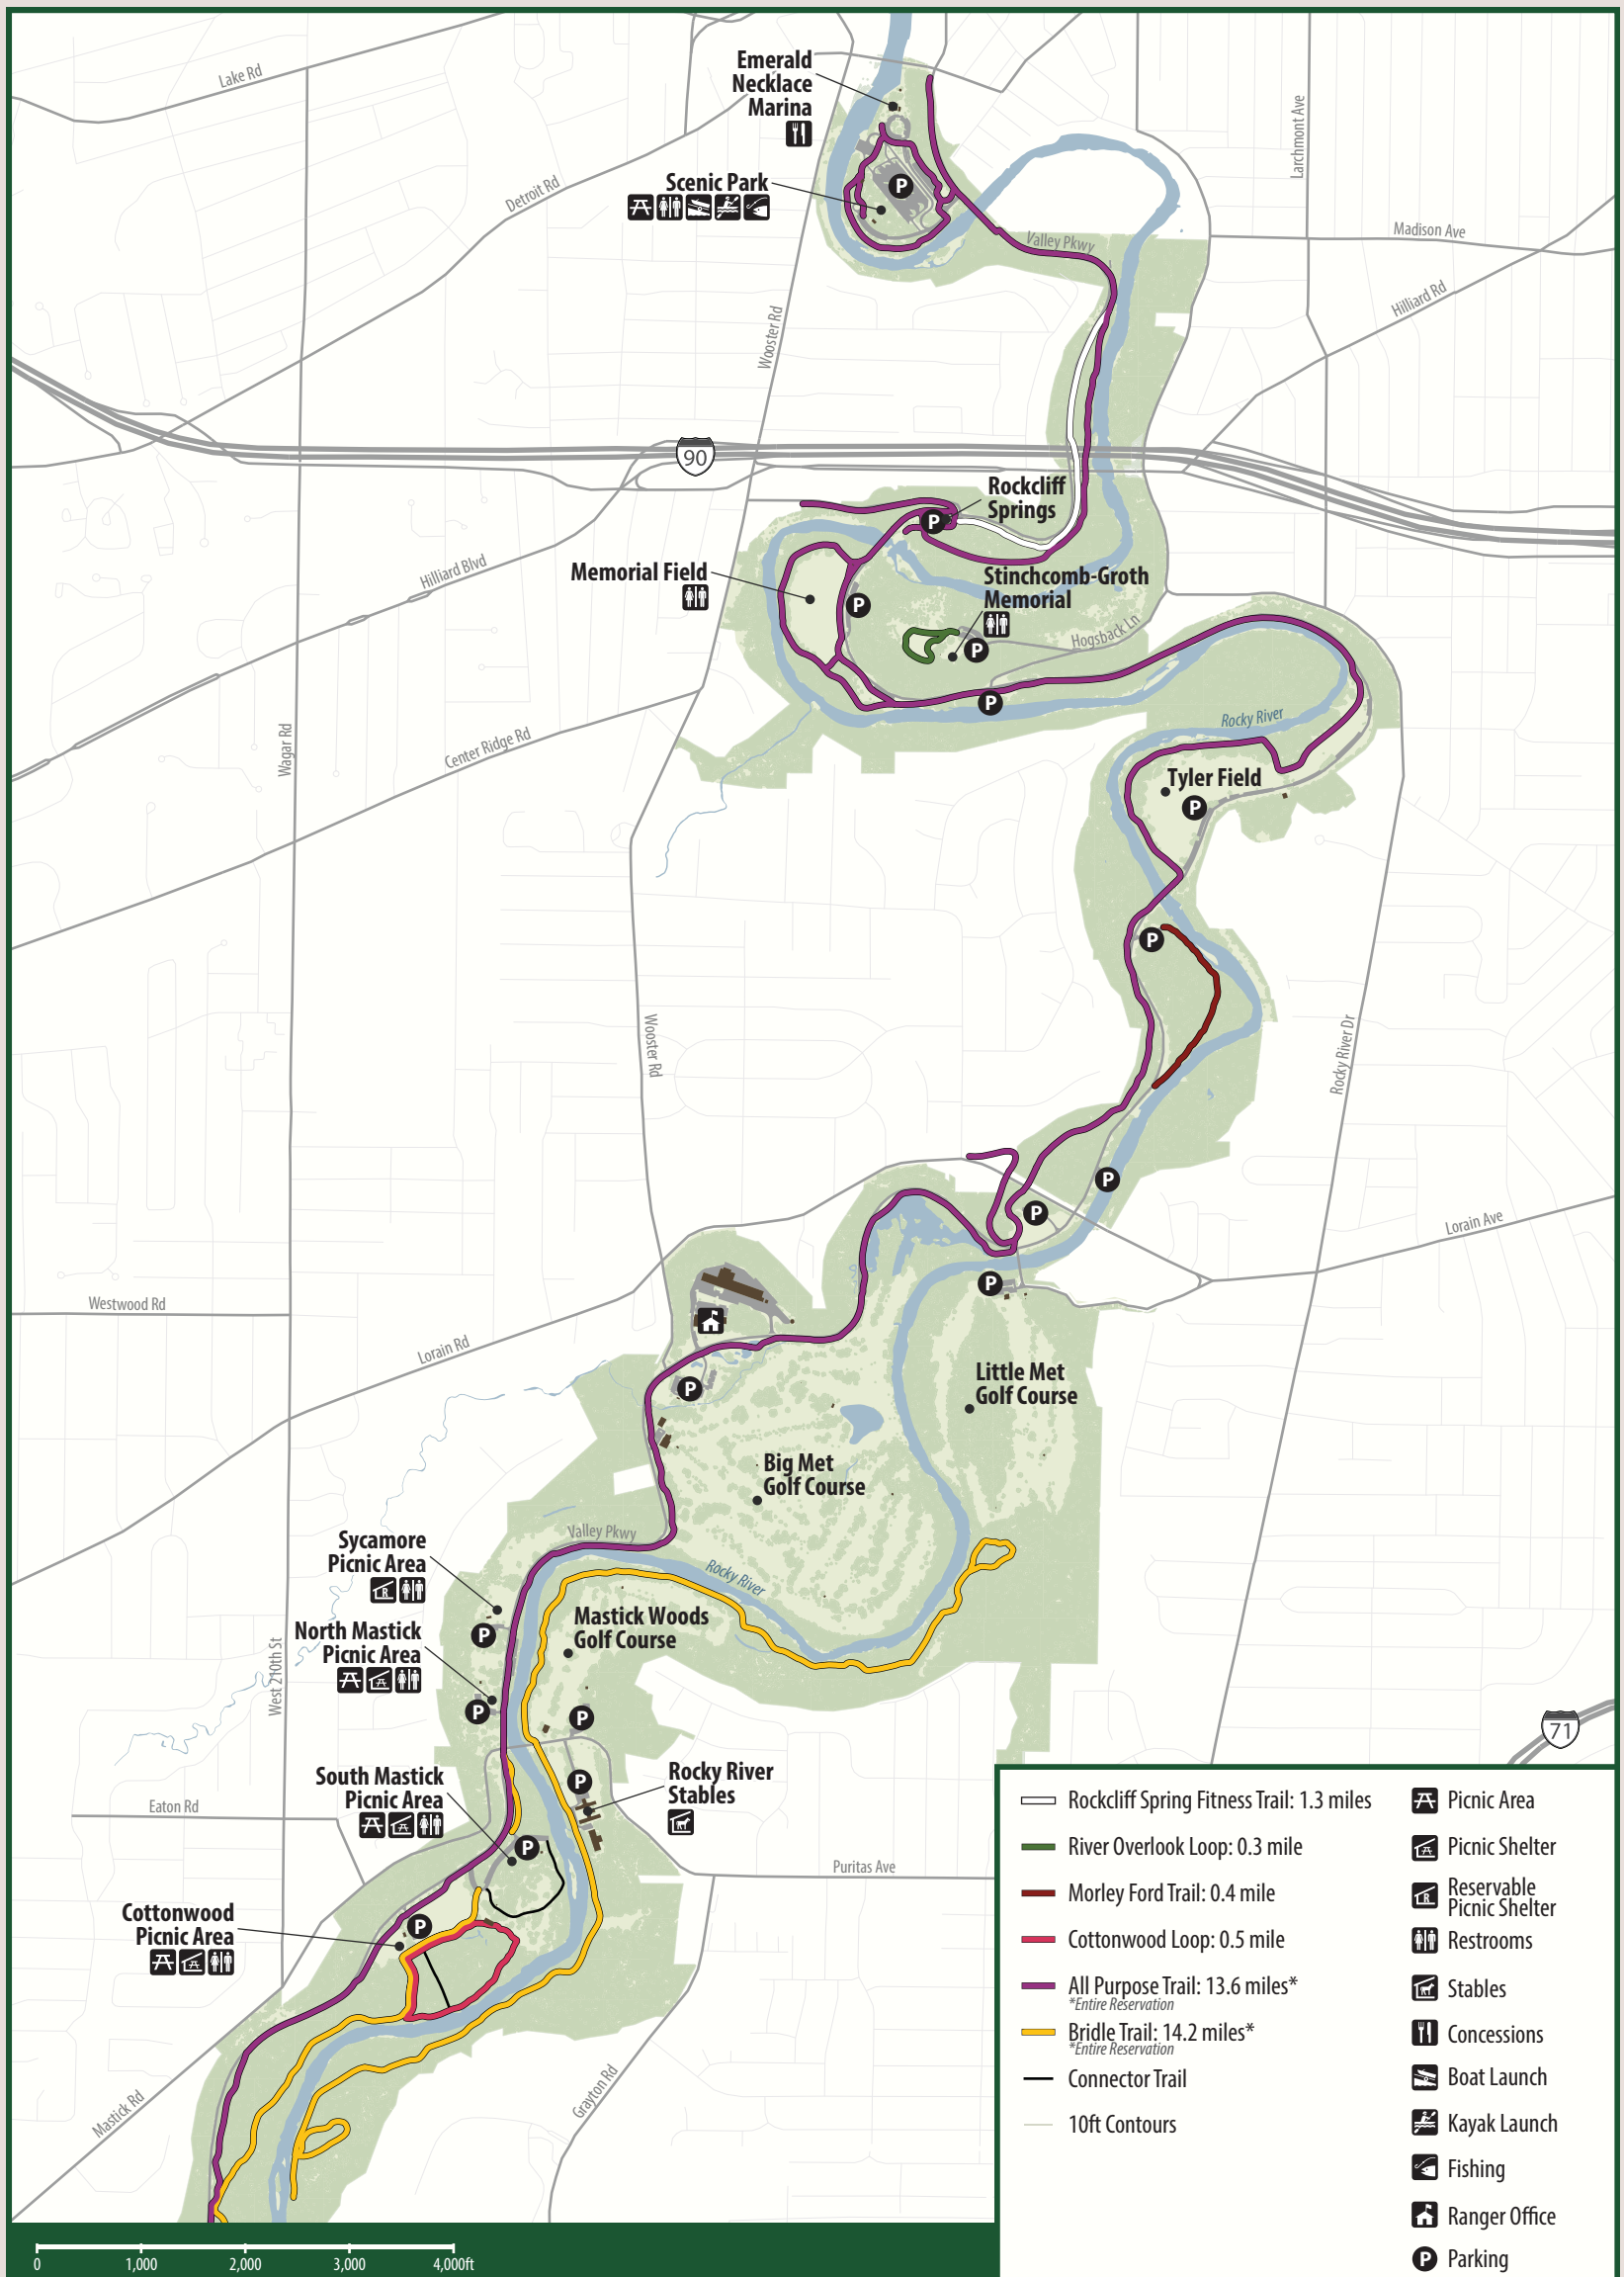 Lake Rd
Emerald
Necklace
Marina
Larchmont Ave
Detroit Rd
Scenic Park
P
Valley Pkwy
Madison Ave
Hilliard Rd
Wooster Rd
90
Rockcliff
Springs
P
Hilliard Blvd
Memorial Field
Stinchcomb-Groth
Memorial
P
Hogsback Ln
P
P
Wagar Rd
Center Ridge Rd
Rocky River
Tyler Field
P
P
Wooster Rd
Rocky River Dr
P
P
Lorain Ave
P
Westwood Rd
Lorain Rd
Little Met
Golf Course
P
Big Met
Golf Course
Valley Pkwy
Sycamore
Picnic Area
R
Rocky River
Mastick Woods
Golf Course
P
North Mastick
Picnic Area
West 210th St
P
P
71
South Mastick
Picnic Area
P
Rocky River
Stables
Eaton Rd
P
Puritas Ave
Cottonwood
Picnic Area
P
Mastick Rd
Grayton Rd
Rockcliff Spring Fitness Trail: 1.3 miles
River Overlook Loop: 0.3 mile
Morley Ford Trail: 0.4 mile
Cottonwood Loop: 0.5 mile
All Purpose Trail: 13.6 miles*
*Entire Reservation
Bridle Trail: 14.2 miles*
*Entire Reservation
Connector Trail
10ft Contours
Picnic Area
Picnic Shelter
R
Reservable
Picnic Shelter
Restrooms
Stables
Concessions
Boat Launch
Kayak Launch
Fishing
Ranger Office
P Parking
0 1,000 2,000 3,000 4,000ft